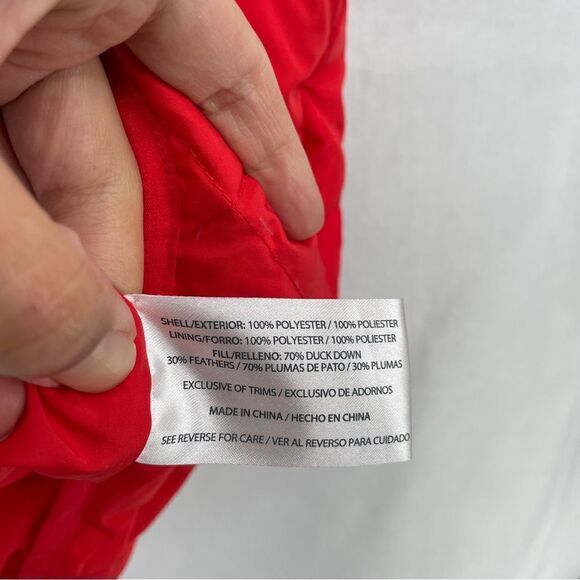 SHELL/EXTERIOR: 100% POLYESTER / 100% POLIESTER
LINING/FORRO: 100% POLYESTER / 100% POLIESTER
FILL/RELLENO: 70% DUCK DOWN
30% FEATHERS / 70% PLUMAS DE PATO / 30% PLUMAS
EXCLUSIVE OF TRIMS / EXCLUSIVO DE ADORNOS
MADE IN CHINA / HECHO EN CHINA
SEE REVERSE FOR CARE / VER AL REVERSO PARA CUIDADO